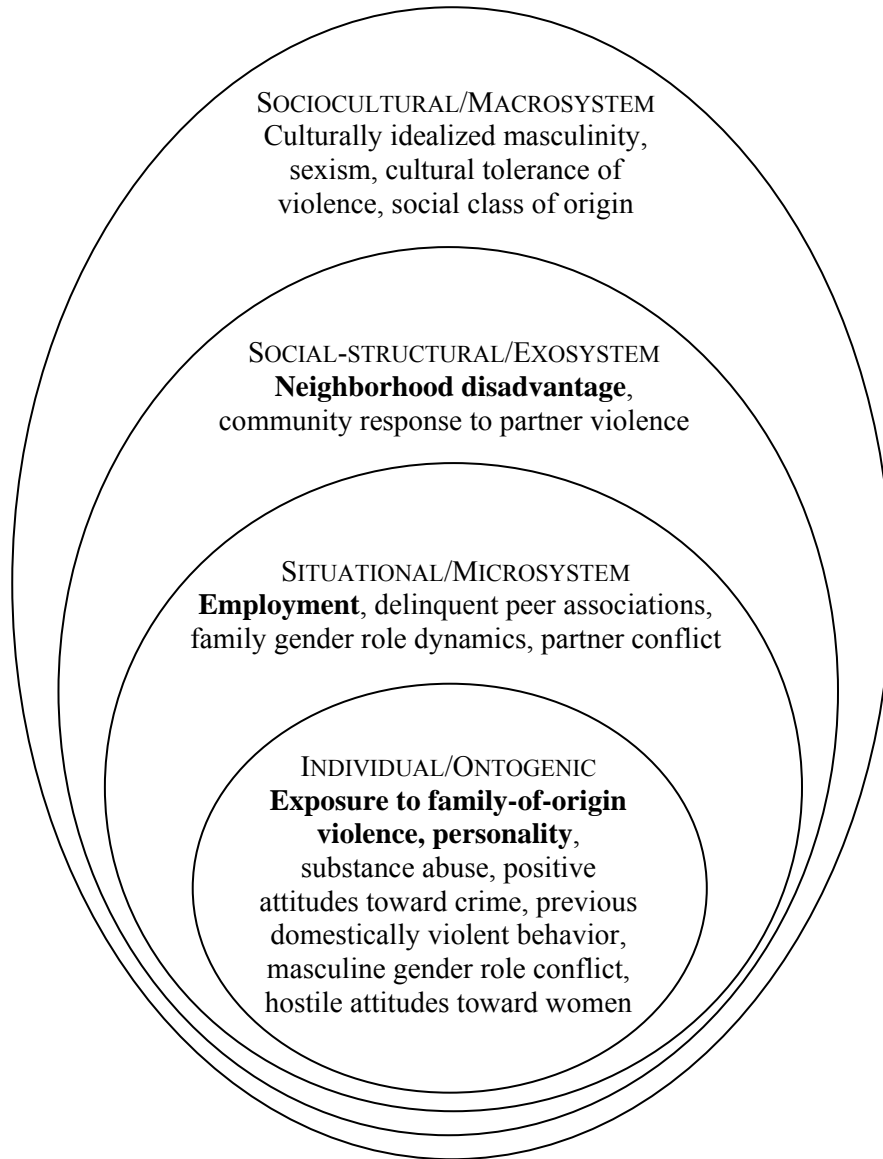 SOCIOCULTURAL/MACROSYSTEM
Culturally idealized masculinity,
sexism, cultural tolerance of
violence, social class of origin
SOCIAL-STRUCTURAL/EXOSYSTEM
Neighborhood disadvantage,
community response to partner violence
SITUATIONAL/MICROSYSTEM
Employment, delinquent peer associations,
family gender role dynamics, partner conflict
INDIVIDUAL/ONTOGENIC
Exposure to family-of-origin
violence, personality,
substance abuse, positive
attitudes toward crime, previous
domestically violent behavior,
masculine gender role conflict,
hostile attitudes toward women